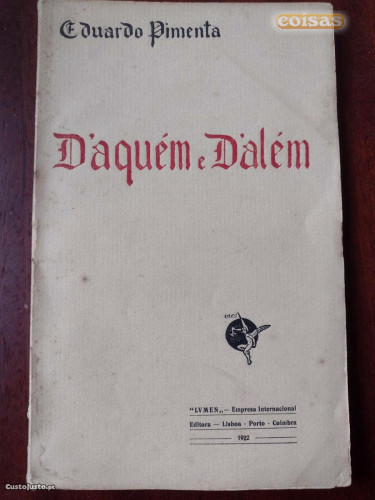 coisas
Eduardo Pimenta
D'aquém e D'além
"LVMEN„ — Empresa Internacional
Editora — Lisboa - Porto - Coimbra
1922
CustoJusto.pt